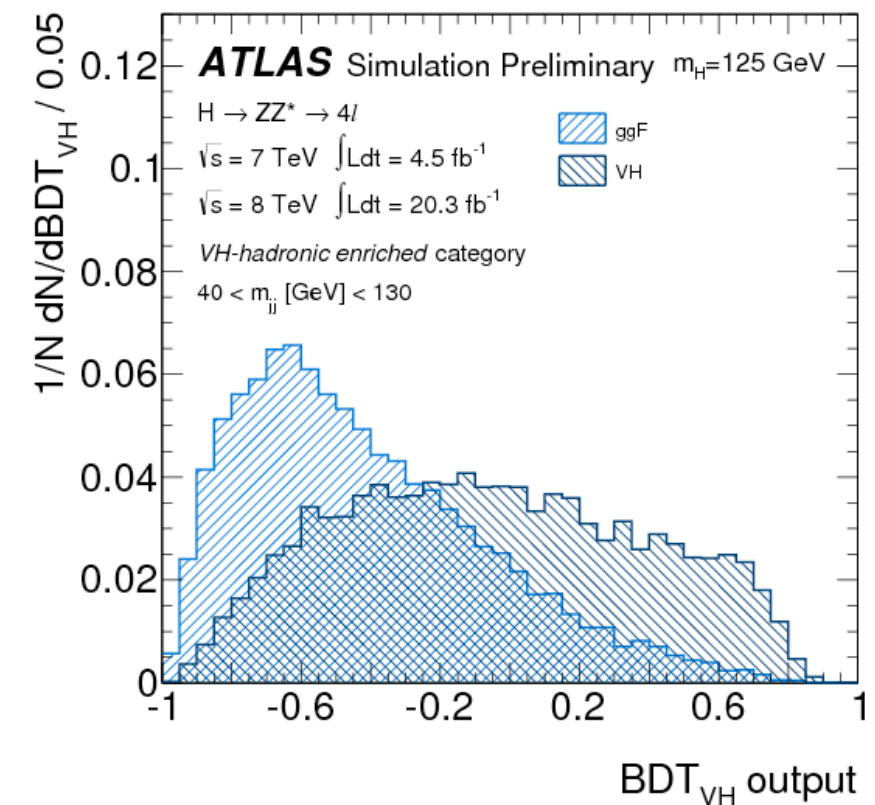 1/N dN/dBDT_VH / 0.05
0.12
0.1
0.08
0.06
0.04
0.02
0
ATLAS Simulation Preliminary m_H=125 GeV
H → ZZ* → 4l
√s = 7 TeV ∫Ldt = 4.5 fb⁻¹
√s = 8 TeV ∫Ldt = 20.3 fb⁻¹
VH-hadronic enriched category
40 < m_jj [GeV] < 130
ggF
VH
-1 -0.6 -0.2 0.2 0.6 1
BDT_VH output